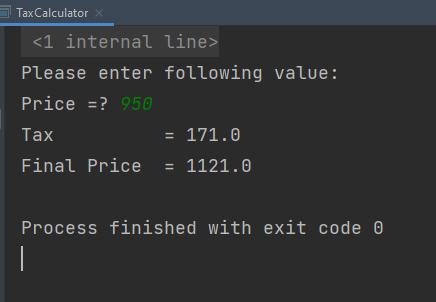 TaxCalculator
<1 internal line>
Please enter following value:
Price =? 950
Tax          = 171.0
Final Price  = 1121.0
Process finished with exit code 0